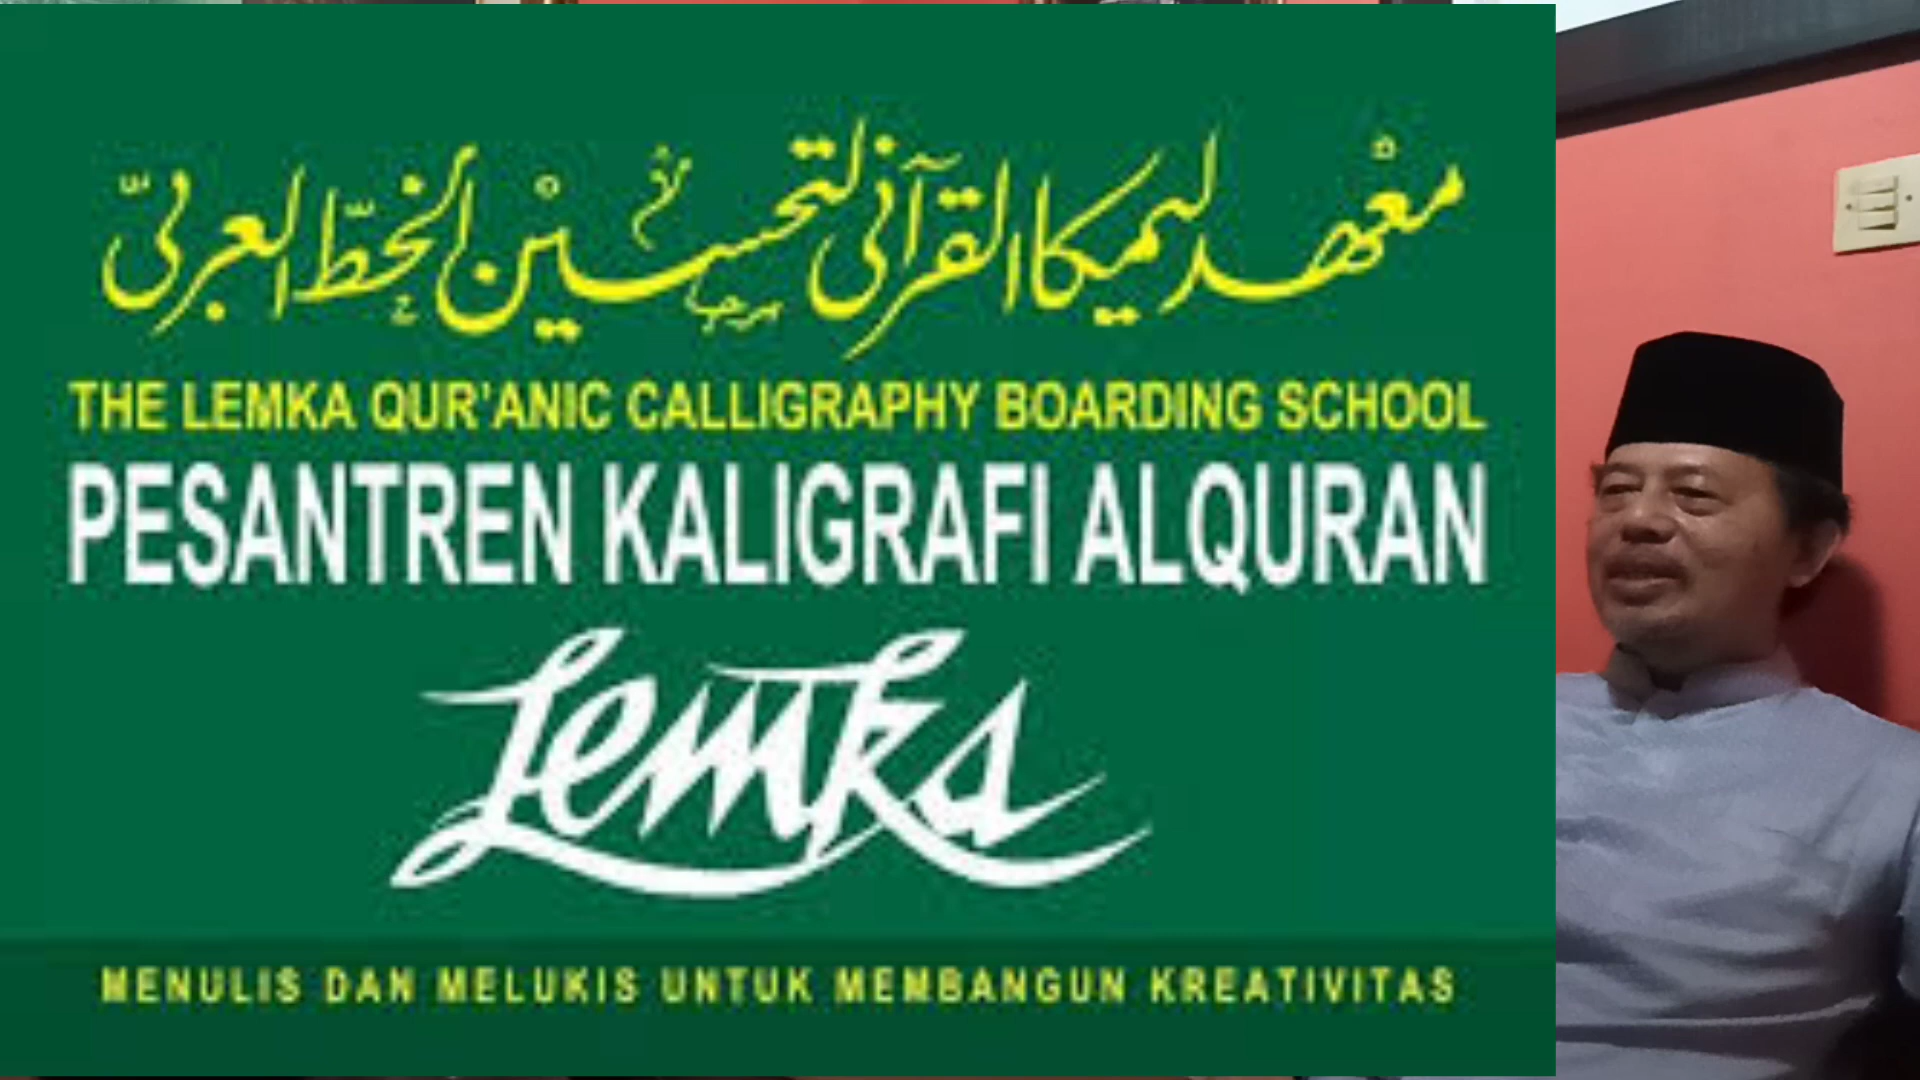 معهد ليميكا القرآني لتحسين الخطّ العربيّ
THE LEMKA QUR'ANIC CALLIGRAPHY BOARDING SCHOOL
PESANTREN KALIGRAFI ALQURAN
Lemka
MENULIS DAN MELUKIS UNTUK MEMBANGUN KREATIVITAS